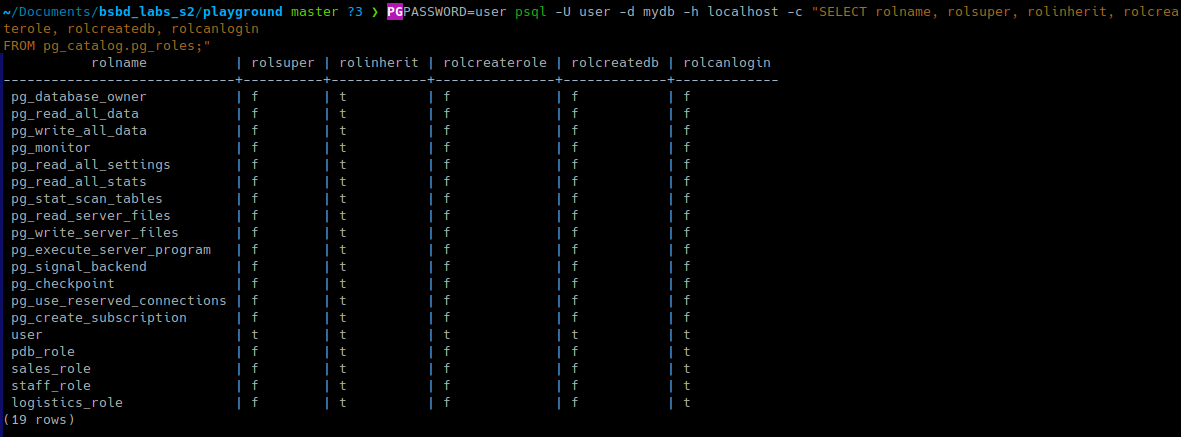 ~/Documents/bsbd_labs_s2/playground master ?3 ❯ PGPASSWORD=user psql -U user -d mydb -h localhost -c "SELECT rolname, rolsuper, rolinherit, rolcrea
terole, rolcreatedb, rolcanlogin
FROM pg_catalog.pg_roles;"
           rolname           | rolsuper | rolinherit | rolcreaterole | rolcreatedb | rolcanlogin
-----------------------------+----------+------------+---------------+-------------+-------------
 pg_database_owner           | f        | t          | f             | f           | f
 pg_read_all_data            | f        | t          | f             | f           | f
 pg_write_all_data           | f        | t          | f             | f           | f
 pg_monitor                  | f        | t          | f             | f           | f
 pg_read_all_settings        | f        | t          | f             | f           | f
 pg_read_all_stats           | f        | t          | f             | f           | f
 pg_stat_scan_tables         | f        | t          | f             | f           | f
 pg_read_server_files        | f        | t          | f             | f           | f
 pg_write_server_files       | f        | t          | f             | f           | f
 pg_execute_server_program   | f        | t          | f             | f           | f
 pg_signal_backend           | f        | t          | f             | f           | f
 pg_checkpoint               | f        | t          | f             | f           | f
 pg_use_reserved_connections | f        | t          | f             | f           | f
 pg_create_subscription      | f        | t          | f             | f           | f
 user                        | t        | t          | t             | t           | t
 pdb_role                    | f        | t          | f             | f           | t
 sales_role                  | f        | t          | f             | f           | t
 staff_role                  | f        | t          | f             | f           | t
 logistics_role              | f        | t          | f             | f           | t
(19 rows)